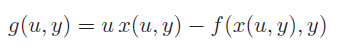 g(u, y) = u x(u, y) − f(x(u, y), y)